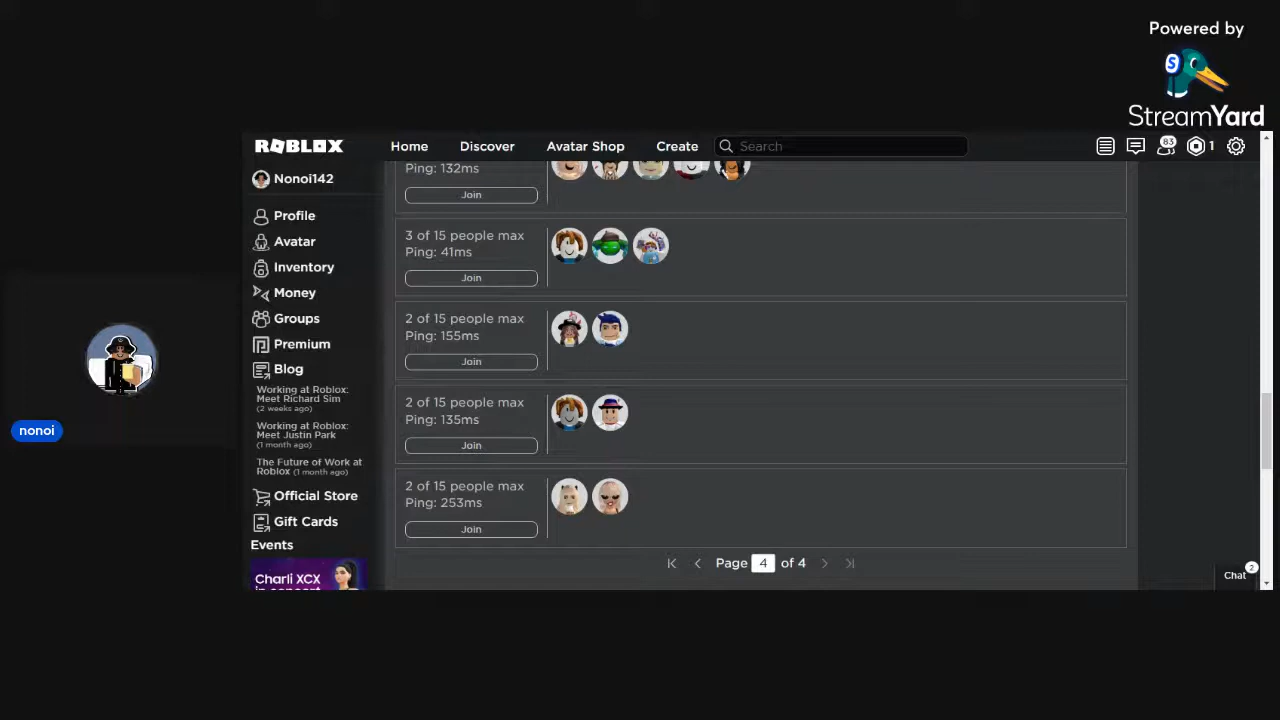 Powered by
StreamYard
ROBLOX
Home
Discover
Avatar Shop
Create
Search
83
1
Nonoi142
Profile
Avatar
Inventory
Money
Groups
Premium
Blog
Working at Roblox:
Meet Richard Sim
(2 weeks ago)
Working at Roblox:
Meet Justin Park
(1 month ago)
The Future of Work at
Roblox (1 month ago)
Official Store
Gift Cards
Events
Charli XCX
in concert
Ping: 132ms
Join
3 of 15 people max
Ping: 41ms
Join
2 of 15 people max
Ping: 155ms
Join
2 of 15 people max
Ping: 135ms
Join
2 of 15 people max
Ping: 253ms
Join
Page 4 of 4
Chat
2
nonoi